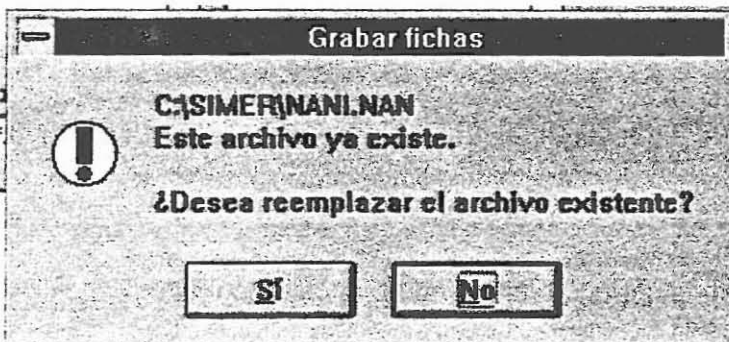 Grabar fichas
C:\SIMER\NANI.NAN
Este archivo ya existe.
¿Desea reemplazar el archivo existente?
Sí
No